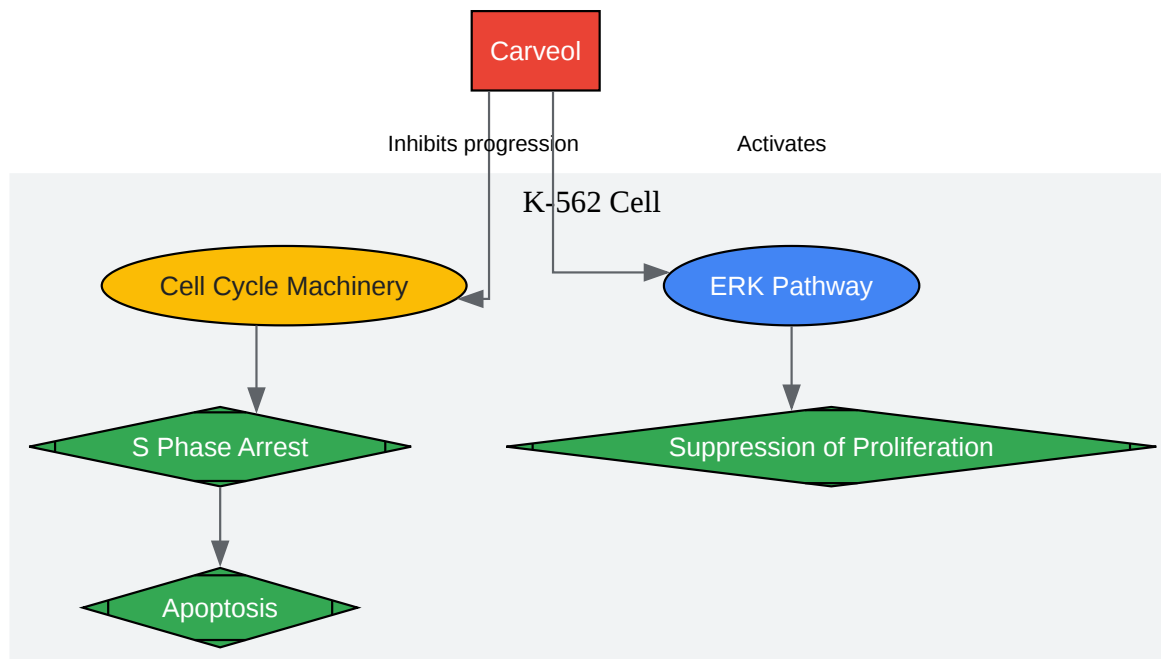 Carveol
Inhibits progression
Activates
K-562 Cell
Cell Cycle Machinery
ERK Pathway
S Phase Arrest
Suppression of Proliferation
Apoptosis